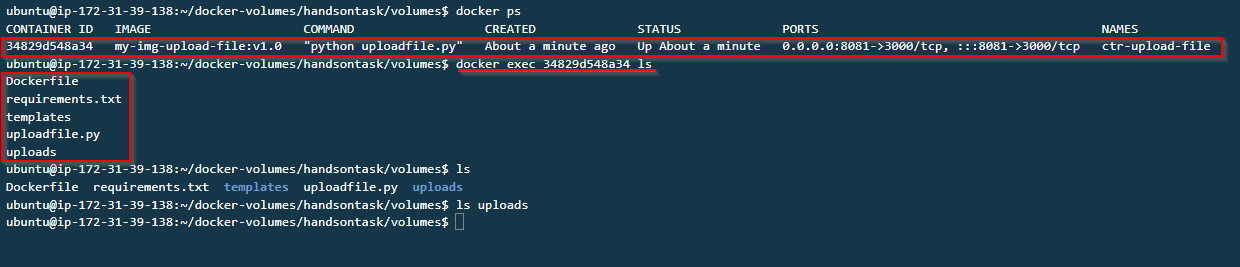 ubuntu@ip-172-31-39-138:~/docker-volumes/handsontask/volumes$ docker ps
CONTAINER ID   IMAGE                     COMMAND                  CREATED              STATUS              PORTS                                       NAMES
34829d548a34   my-img-upload-file:v1.0   "python uploadfile.py"   About a minute ago   Up About a minute   0.0.0.0:8081->3000/tcp, :::8081->3000/tcp   ctr-upload-file
ubuntu@ip-172-31-39-138:~/docker-volumes/handsontask/volumes$ docker exec 34829d548a34 ls
Dockerfile
requirements.txt
templates
uploadfile.py
uploads
ubuntu@ip-172-31-39-138:~/docker-volumes/handsontask/volumes$ ls
Dockerfile  requirements.txt  templates  uploadfile.py  uploads
ubuntu@ip-172-31-39-138:~/docker-volumes/handsontask/volumes$ ls uploads
ubuntu@ip-172-31-39-138:~/docker-volumes/handsontask/volumes$